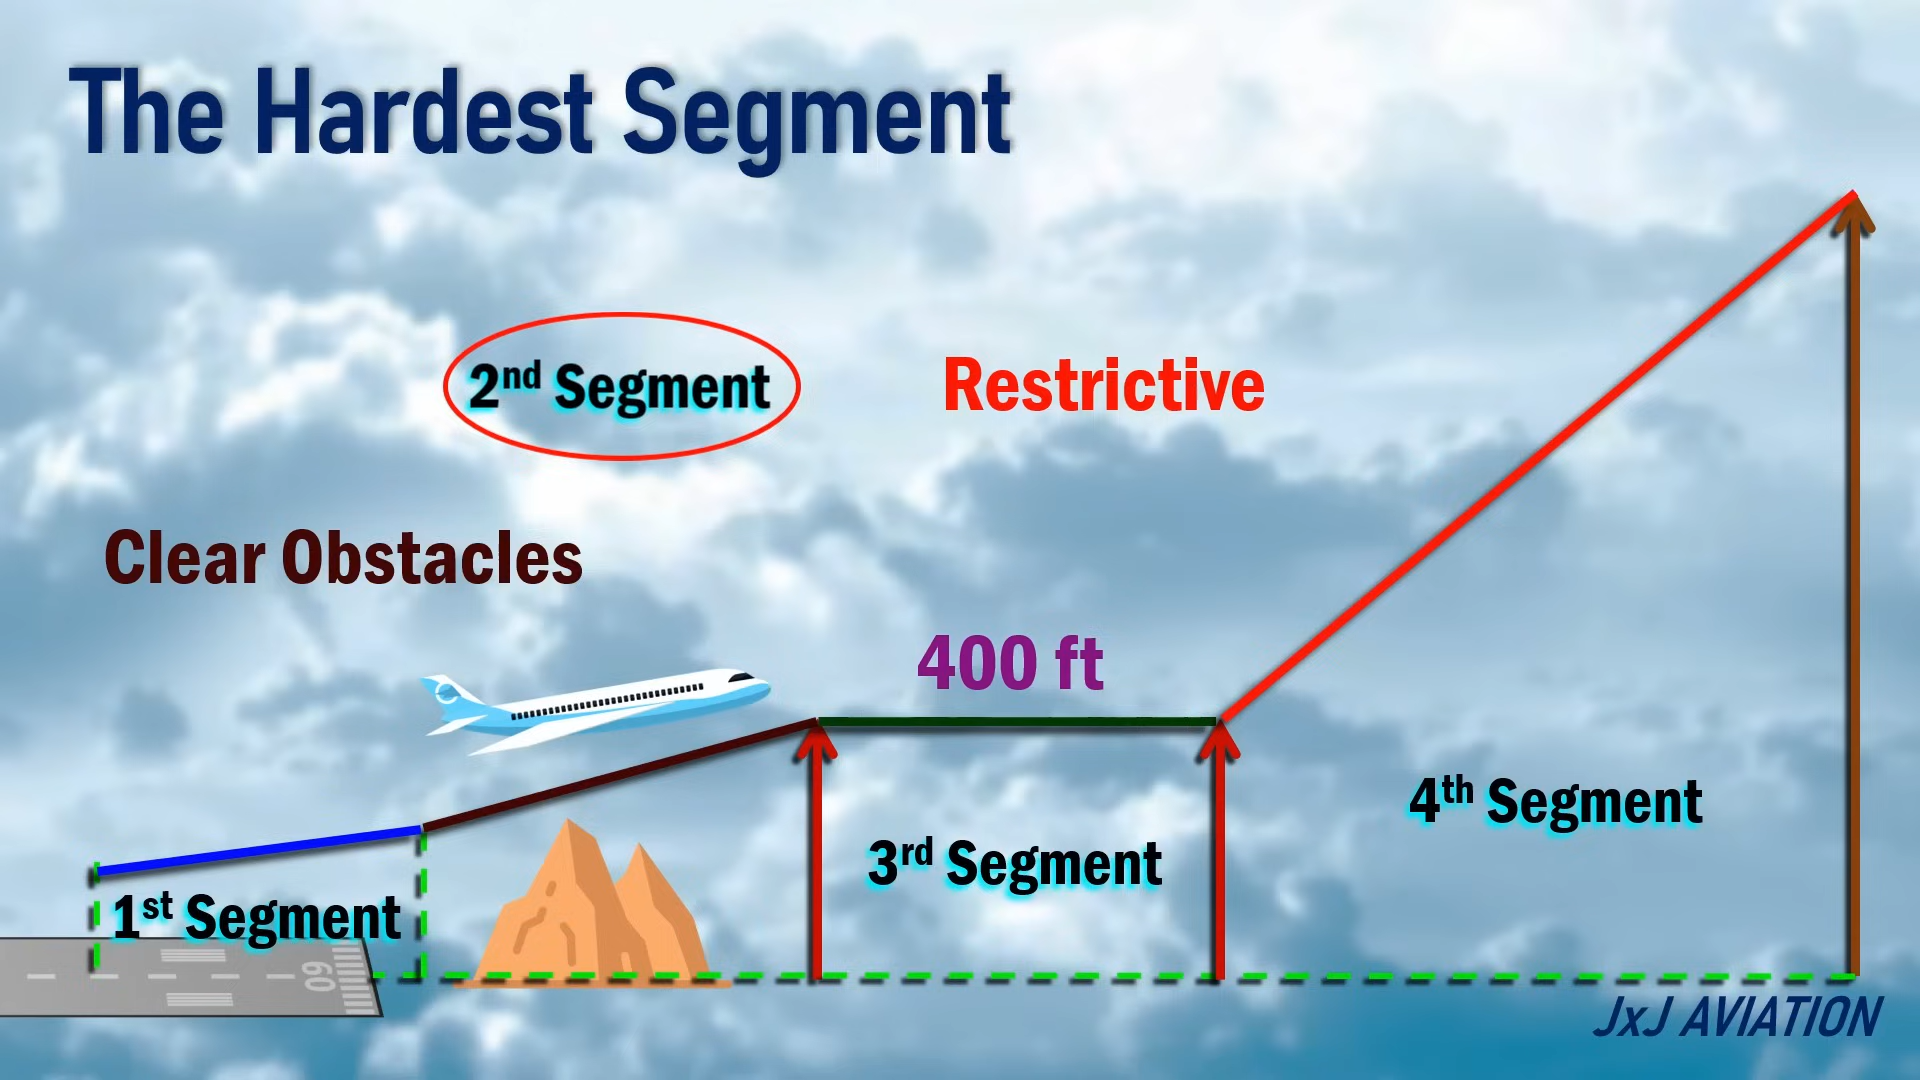 The Hardest Segment
2nd Segment
Restrictive
Clear Obstacles
400 ft
4th Segment
3rd Segment
1st Segment
09
JxJ AVIATION